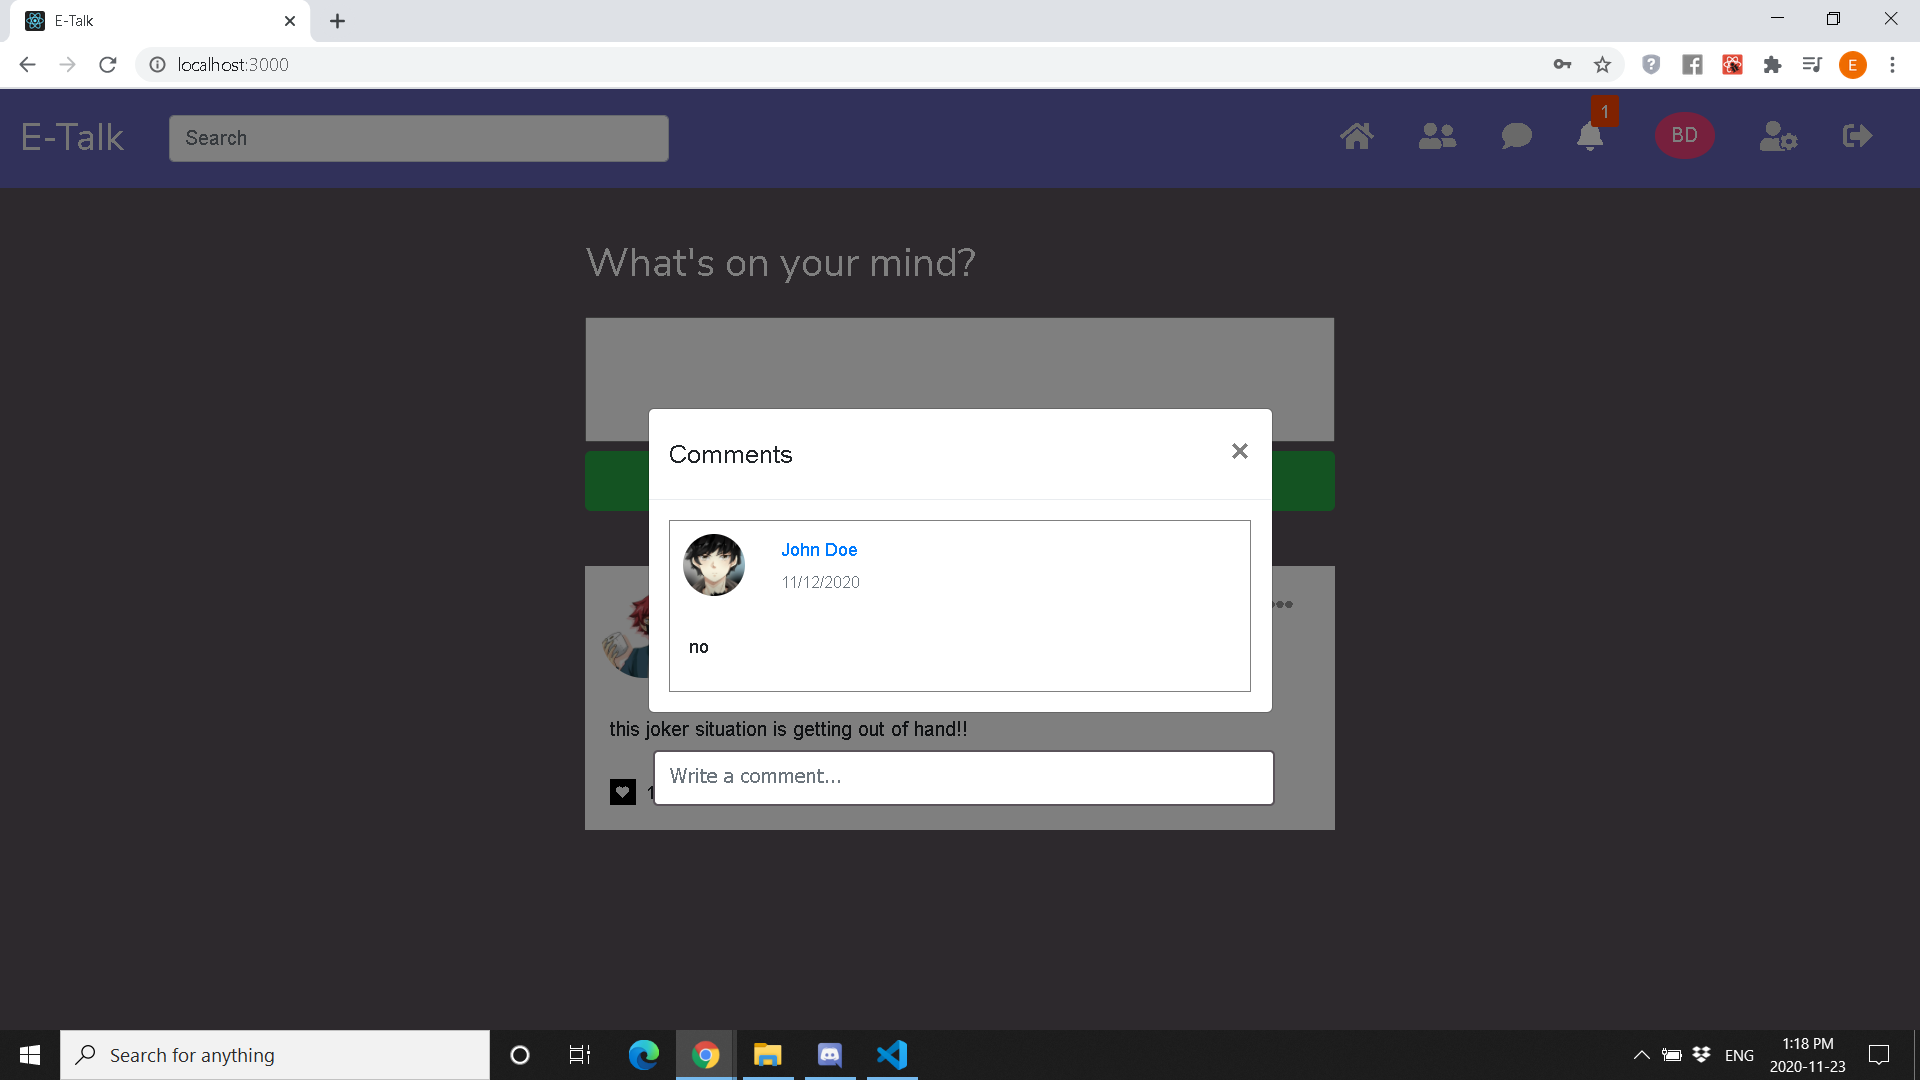 E-Talk
localhost:3000
E
E-Talk
Search
1
BD
What's on your mind?
Comments
John Doe
11/12/2020
no
this joker situation is getting out of hand!!
Write a comment...
1
Search for anything
ENG
1:18 PM
2020-11-23